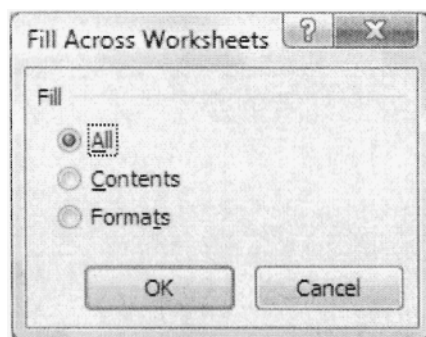 Fill Across Worksheets
Fill
All
Contents
Formats
OK
Cancel